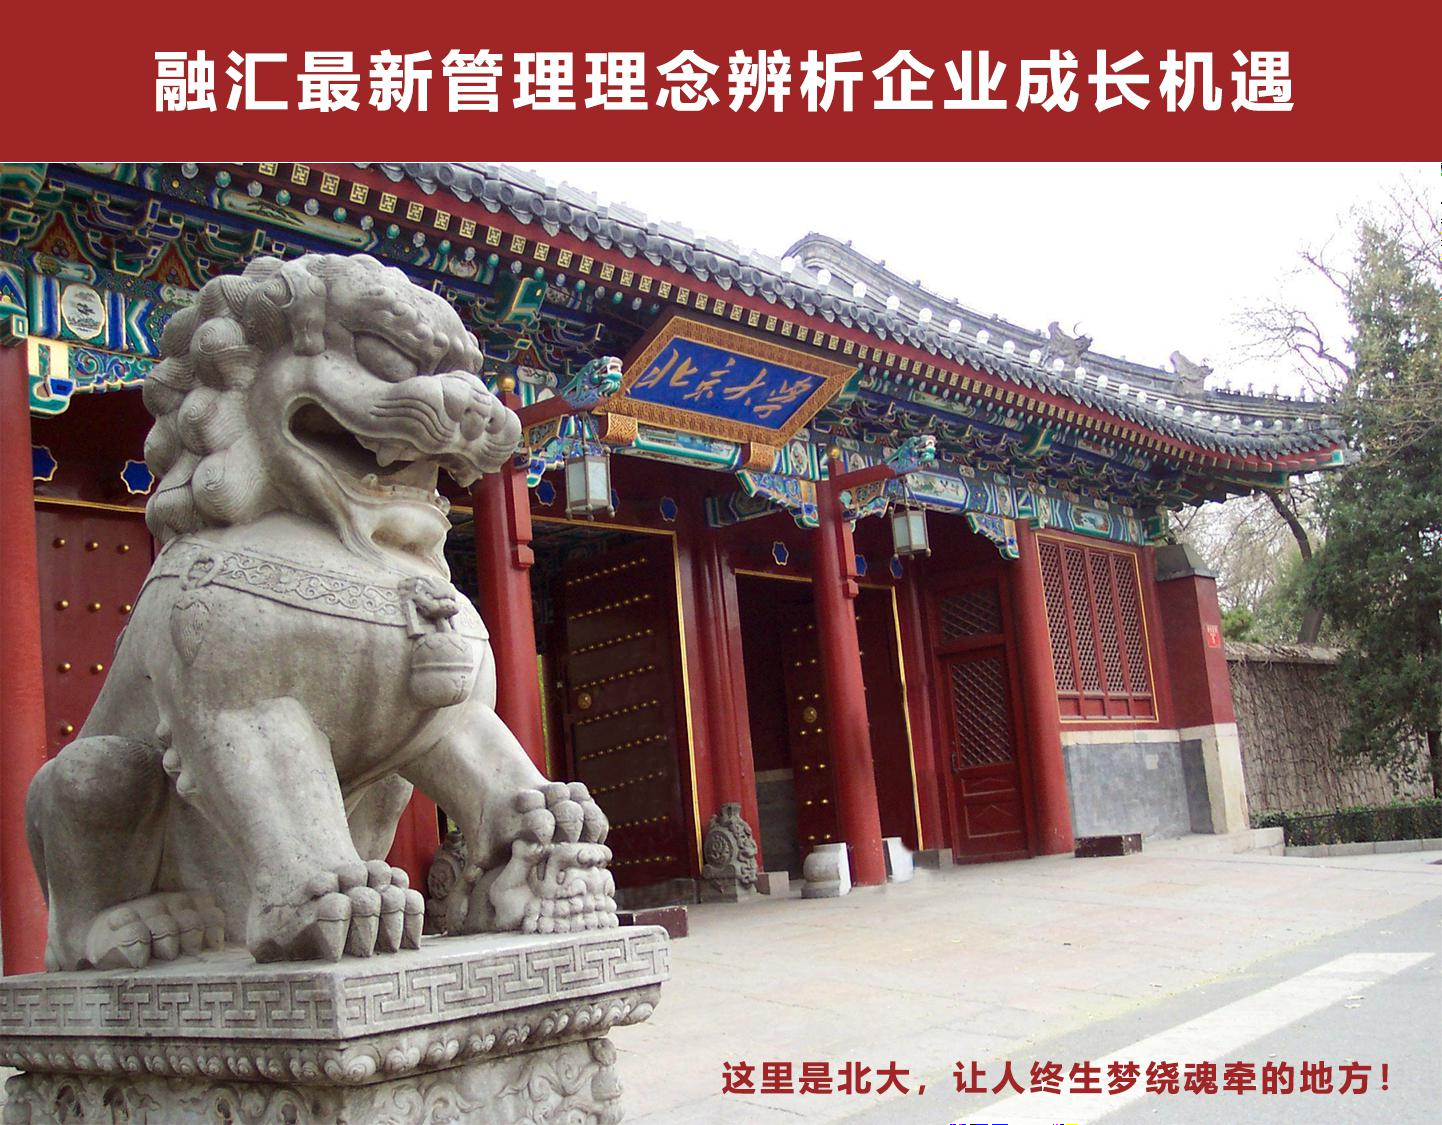 融汇最新管理理念辨析企业成长机遇
北京大学
这里是北大，让人终生梦绕魂牵的地方！